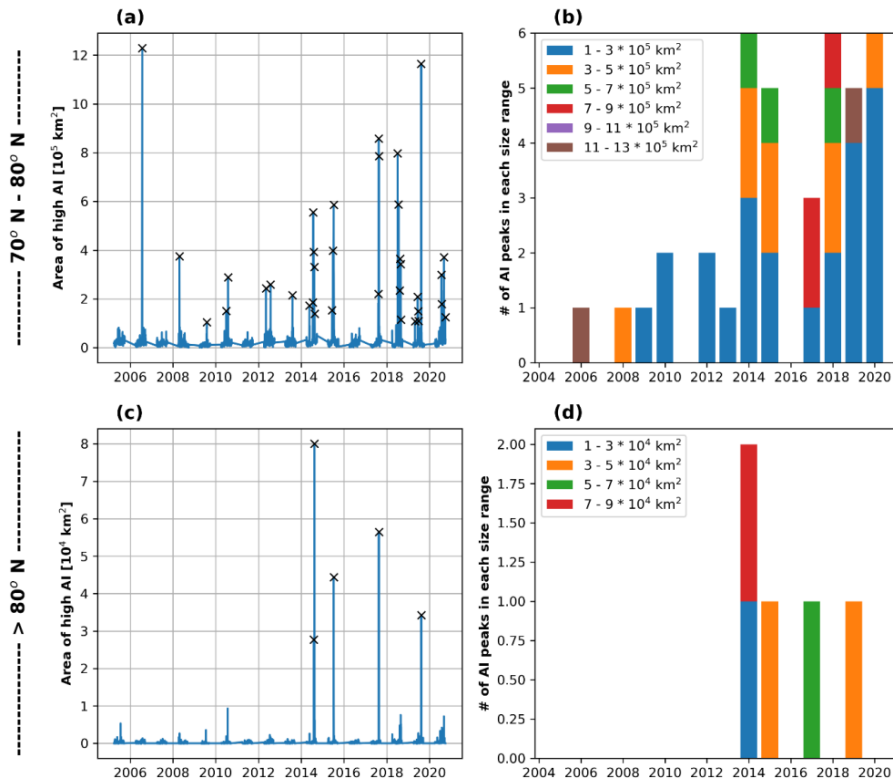 (a)
(b)
-------- 70° N - 80° N --------
Area of high AI [10⁵ km²]
12
10
8
6
4
2
0
2006 2008 2010 2012 2014 2016 2018 2020
# of AI peaks in each size range
6
5
4
3
2
1
0
1 - 3 * 10⁵ km²
3 - 5 * 10⁵ km²
5 - 7 * 10⁵ km²
7 - 9 * 10⁵ km²
9 - 11 * 10⁵ km²
11 - 13 * 10⁵ km²
2004 2006 2008 2010 2012 2014 2016 2018 2020
(c)
(d)
-------- > 80° N --------
Area of high AI [10⁴ km²]
8
7
6
5
4
3
2
1
0
2006 2008 2010 2012 2014 2016 2018 2020
# of AI peaks in each size range
2.00
1.75
1.50
1.25
1.00
0.75
0.50
0.25
0.00
1 - 3 * 10⁴ km²
3 - 5 * 10⁴ km²
5 - 7 * 10⁴ km²
7 - 9 * 10⁴ km²
2004 2006 2008 2010 2012 2014 2016 2018 2020